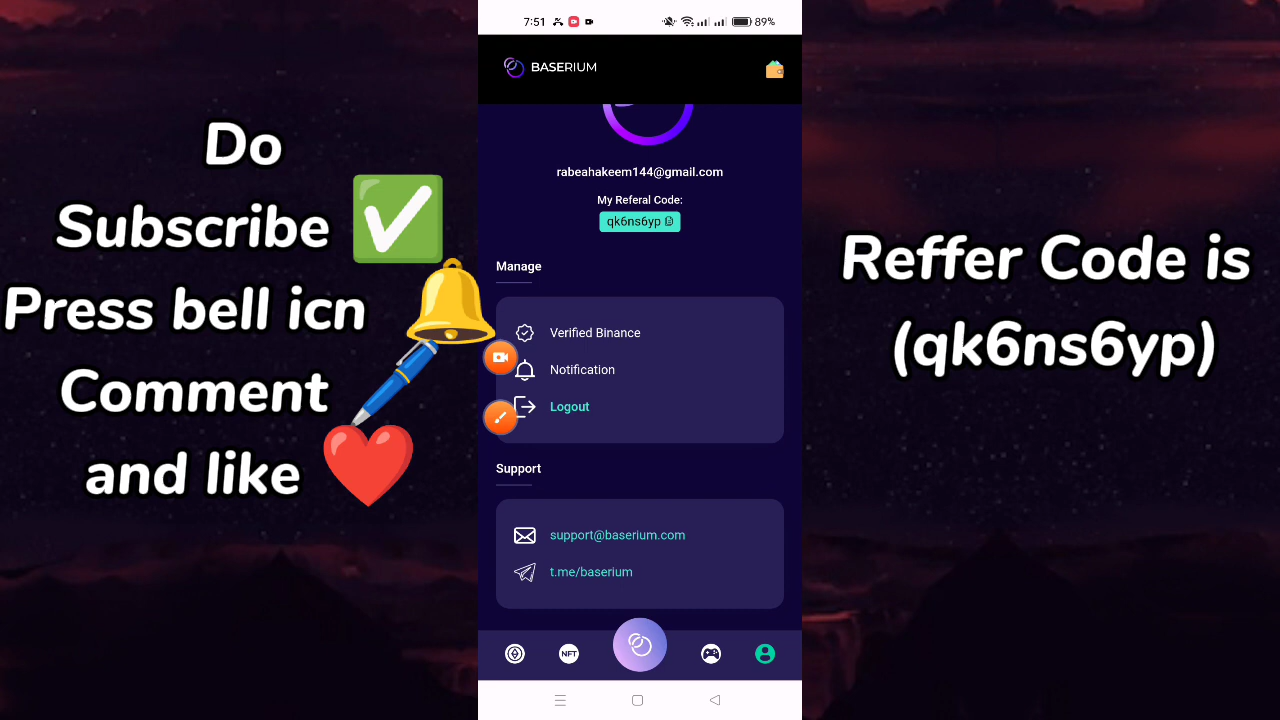 Do
Subscribe
Press bell icn
Comment
and like
7:51
89%
BASERIUM
rabeahakeem144@gmail.com
My Referal Code:
qk6ns6yp
Manage
Verified Binance
Notification
Logout
Support
support@baserium.com
t.me/baserium
NFT
Reffer Code is
(qk6ns6yp)